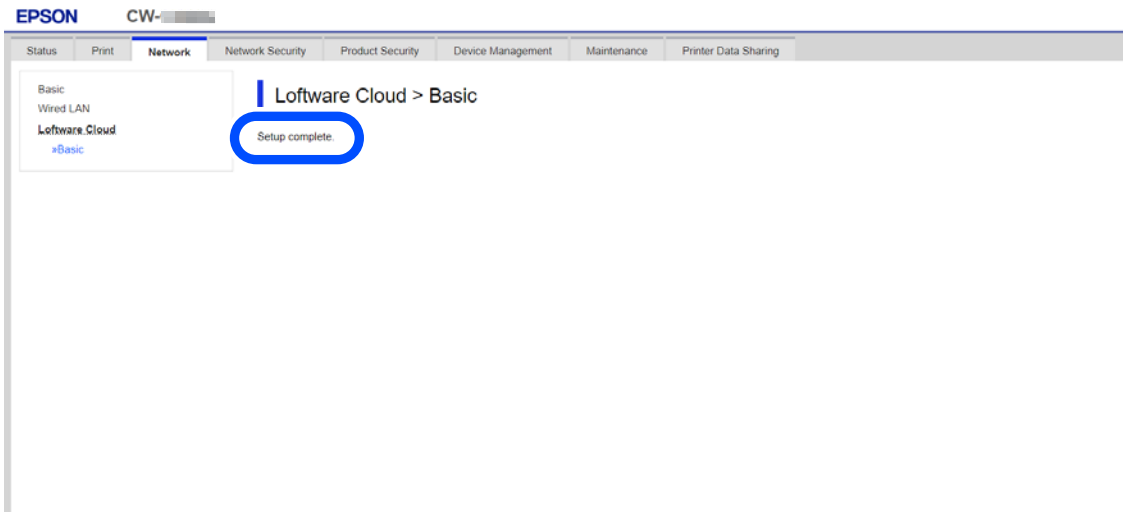 EPSON CW-
Status Print Network Network Security Product Security Device Management Maintenance Printer Data Sharing
Basic
Wired LAN
Loftware Cloud
»Basic
Loftware Cloud > Basic
Setup complete.